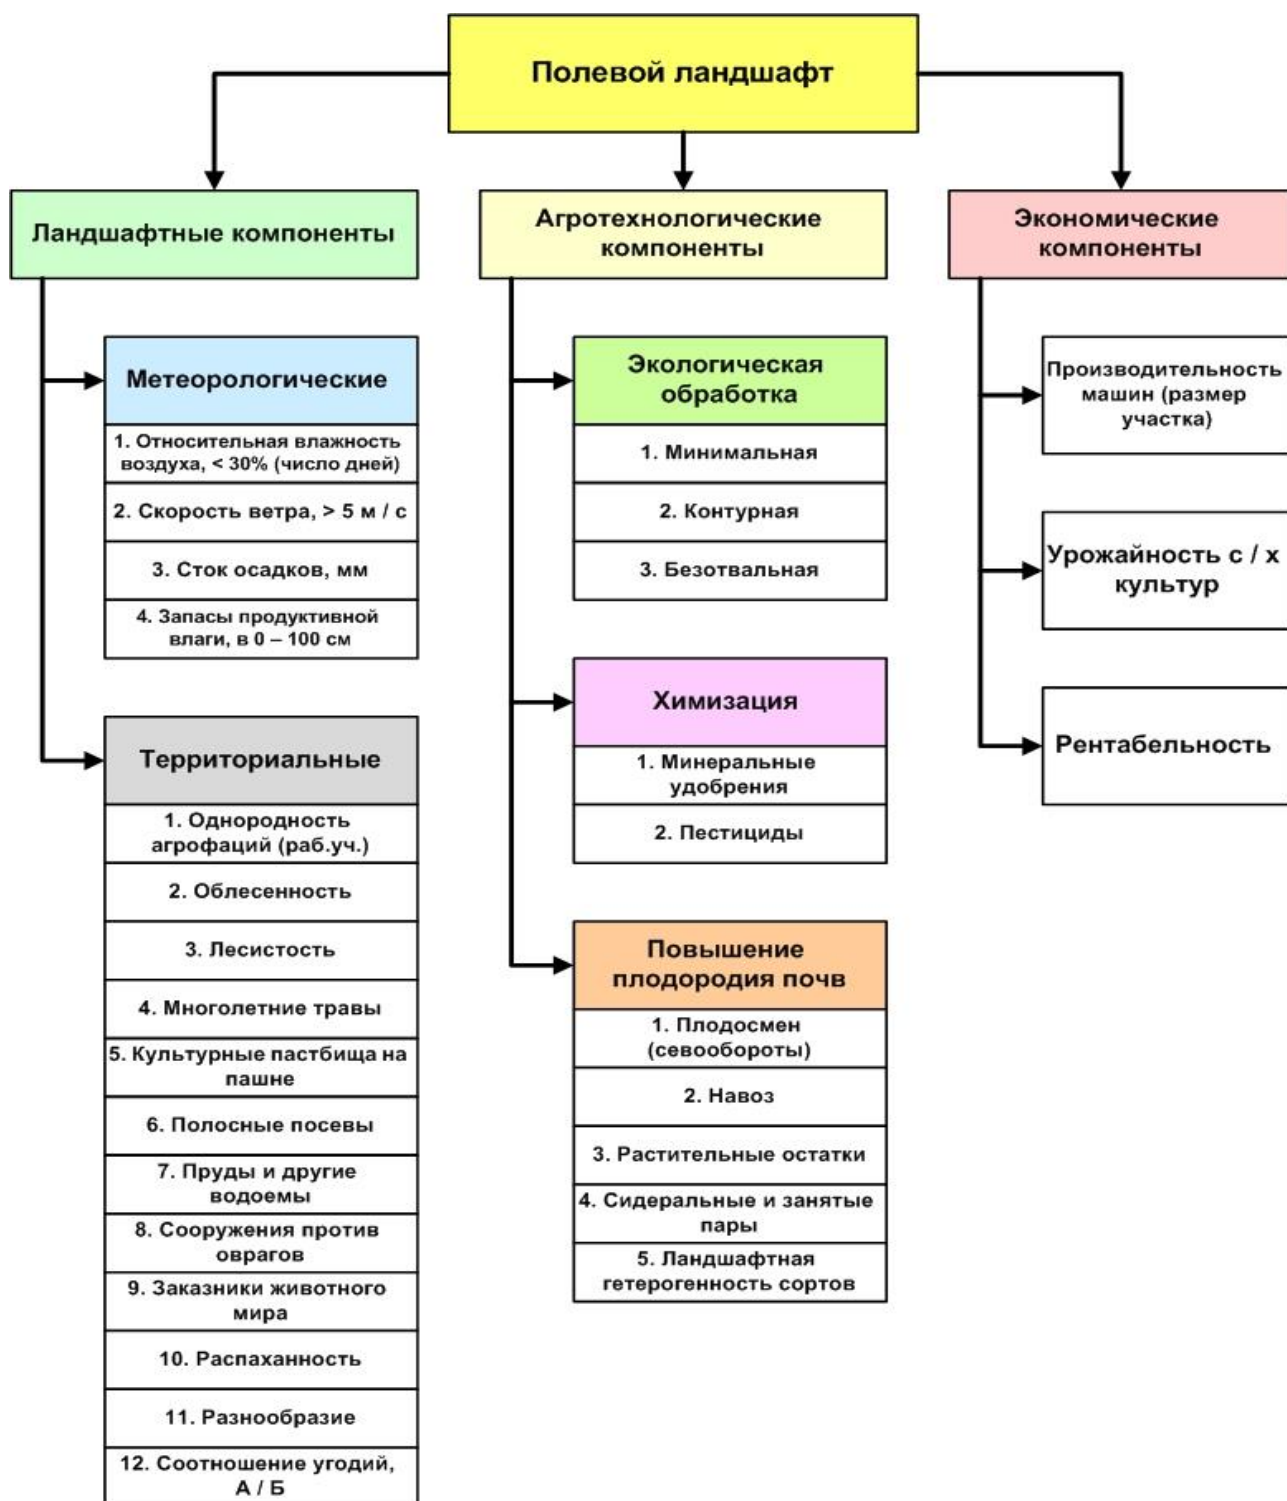 Полевой ландшафт
Ландшафтные компоненты
Метеорологические
1. Относительная влажность
воздуха, < 30% (число дней)
2. Скорость ветра, > 5 м / с
3. Сток осадков, мм
4. Запасы продуктивной
влаги, в 0 – 100 см
Территориальные
1. Однородность
агрофаций (раб.уч.)
2. Облесенность
3. Лесистость
4. Многолетние травы
5. Культурные пастбища на
пашне
6. Полосные посевы
7. Пруды и другие
водоемы
8. Сооружения против
оврагов
9. Заказники животного
мира
10. Распаханность
11. Разнообразие
12. Соотношение угодий,
А / Б
Агротехнологические
компоненты
Экологическая
обработка
1. Минимальная
2. Контурная
3. Безотвальная
Химизация
1. Минеральные
удобрения
2. Пестициды
Повышение
плодородия почв
1. Плодосмен
(севообороты)
2. Навоз
3. Растительные остатки
4. Сидеральные и занятые
пары
5. Ландшафтная
гетерогенность сортов
Экономические
компоненты
Производительность
машин (размер
участка)
Урожайность с / х
культур
Рентабельность